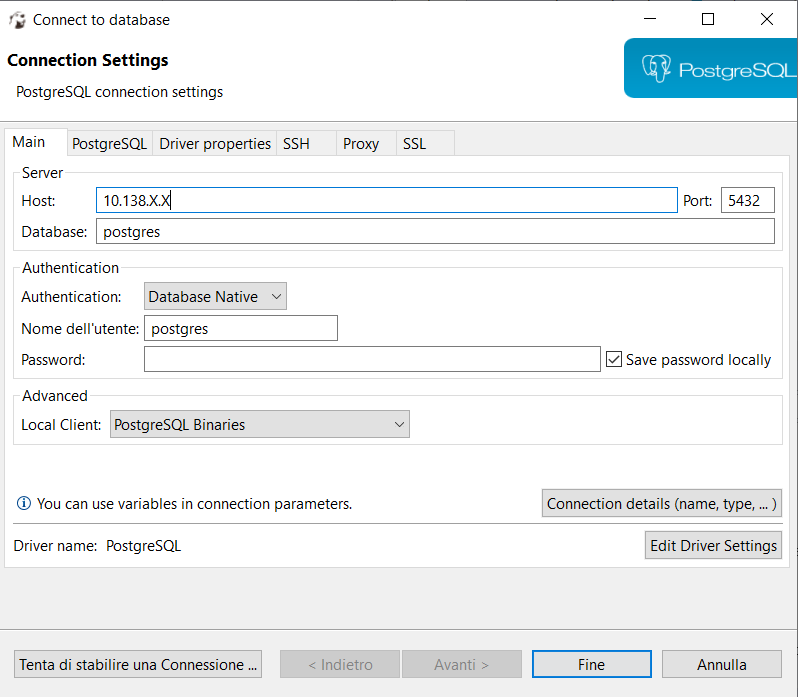 Connect to database
Connection Settings
PostgreSQL connection settings
PostgreSQL
Main PostgreSQL Driver properties SSH Proxy SSL
Server
Host: 10.138.X.X Port: 5432
Database: postgres
Authentication
Authentication: Database Native
Nome dell'utente: postgres
Password: Save password locally
Advanced
Local Client: PostgreSQL Binaries
You can use variables in connection parameters. Connection details (name, type, ... )
Driver name: PostgreSQL Edit Driver Settings
Tenta di stabilire una Connessione ... < Indietro Avanti > Fine Annulla